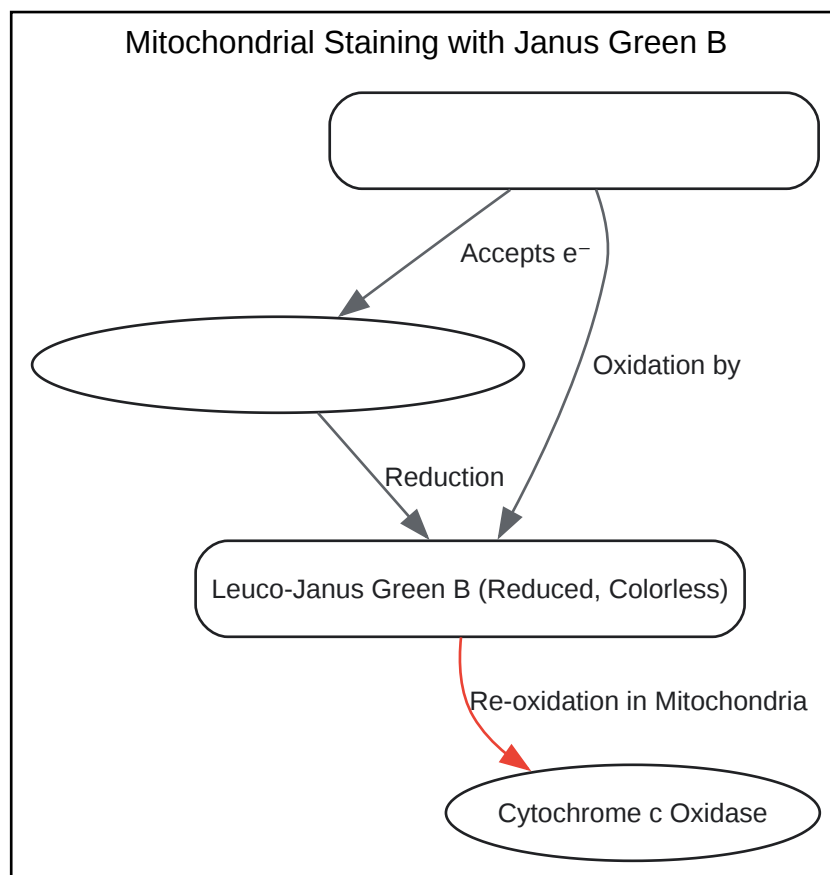 Mitochondrial Staining with Janus Green B
Accepts e⁻
Oxidation by
Reduction
Leuco-Janus Green B (Reduced, Colorless)
Re-oxidation in Mitochondria
Cytochrome c Oxidase